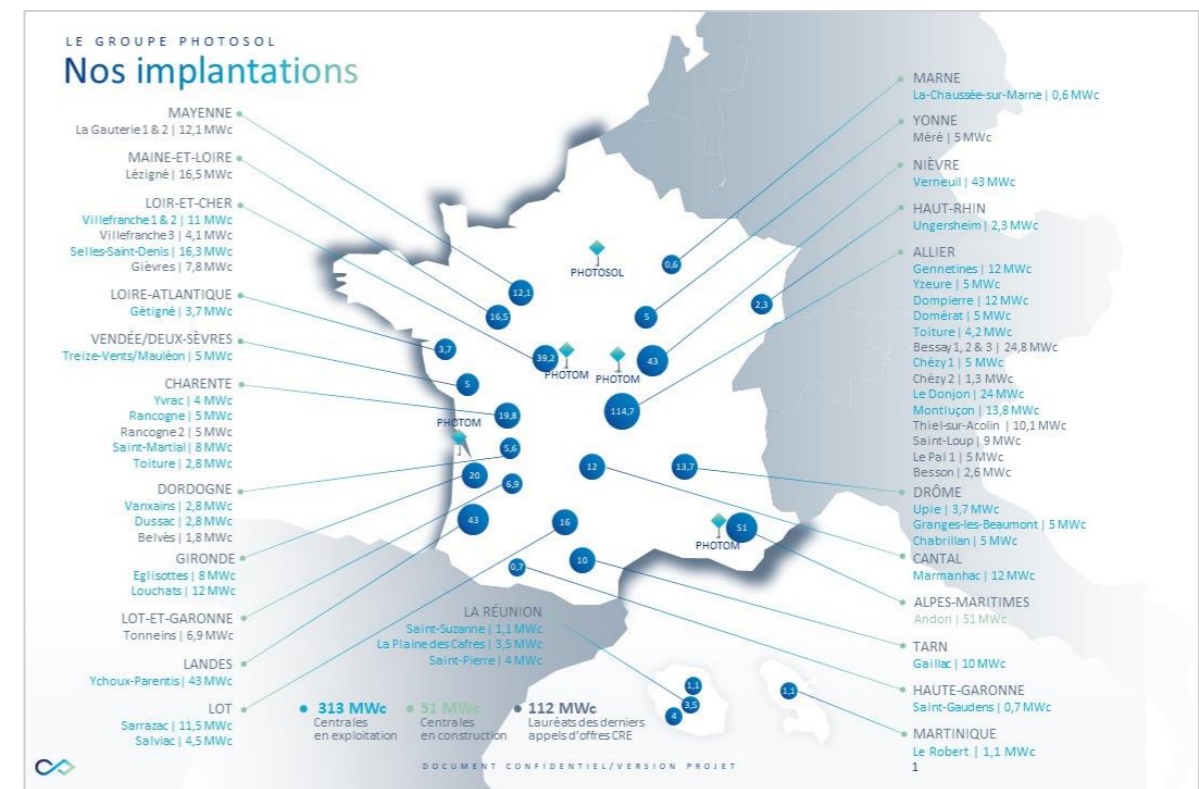 LE GROUPE PHOTOSOL
Nos implantations
MAYENNE
La Gauterie 1 & 2 | 12,1 MWc
MAINE-ET-LOIRE
Lézigné | 16,5 MWc
LOIR-ET-CHER
Villefranche 1 & 2 | 11 MWc
Villefranche 3 | 4,1 MWc
Selles-Saint-Denis | 16,3 MWc
Gièvres | 7,8 MWc
LOIRE-ATLANTIQUE
Gétigné | 3,7 MWc
VENDÉE/DEUX-SÈVRES
Treize-Vents/Mauléon | 5 MWc
CHARENTE
Yvrac | 4 MWc
Rancogne | 5 MWc
Rancogne 2 | 5 MWc
Saint-Martial | 8 MWc
Toiture | 2,8 MWc
DORDOGNE
Vanxains | 2,8 MWc
Dussac | 2,8 MWc
Belvès | 1,8 MWc
GIRONDE
Eglisottes | 8 MWc
Louchats | 12 MWc
LOT-ET-GARONNE
Tonneins | 6,9 MWc
LANDES
Ychoux-Parentis | 43 MWc
LOT
Sarrazac | 11,5 MWc
Salviac | 4,5 MWc
PHOTOSOL
0,6
12,1
2,3
16,5
5
3,7
39,2
43
PHOTOM
PHOTOM
5
114,7
19,8
PHOTOM
5,6
12
13,7
20
6,9
43
16
51
PHOTOM
10
0,7
LA RÉUNION
Saint-Suzanne | 1,1 MWc
La Plaine des Cafres | 3,5 MWc
Saint-Pierre | 4 MWc
1,1
3,5
4
1,1
MARNE
La-Chaussée-sur-Marne | 0,6 MWc
YONNE
Méré | 5 MWc
NIÈVRE
Verneuil | 43 MWc
HAUT-RHIN
Ungersheim | 2,3 MWc
ALLIER
Gennetines | 12 MWc
Yzeure | 5 MWc
Dompierre | 12 MWc
Domérat | 5 MWc
Toiture | 4,2 MWc
Bessay 1, 2 & 3 | 24,8 MWc
Chézy 1 | 5 MWc
Chézy 2 | 1,3 MWc
Le Donjon | 24 MWc
Montluçon | 13,8 MWc
Thiel-sur-Acolin | 10,1 MWc
Saint-Loup | 9 MWc
Le Pal 1 | 5 MWc
Besson | 2,6 MWc
DRÔME
Upie | 3,7 MWc
Granges-les-Beaumont | 5 MWc
Chabrillan | 5 MWc
CANTAL
Marmanhac | 12 MWc
ALPES-MARITIMES
Andon | 51 MWc
TARN
Gaillac | 10 MWc
HAUTE-GARONNE
Saint-Gaudens | 0,7 MWc
MARTINIQUE
Le Robert | 1,1 MWc
313 MWc
Centrales
en exploitation
51 MWc
Centrales
en construction
112 MWc
Lauréats des derniers
appels d'offres CRE
DOCUMENT CONFIDENTIEL/VERSION PROJET
1